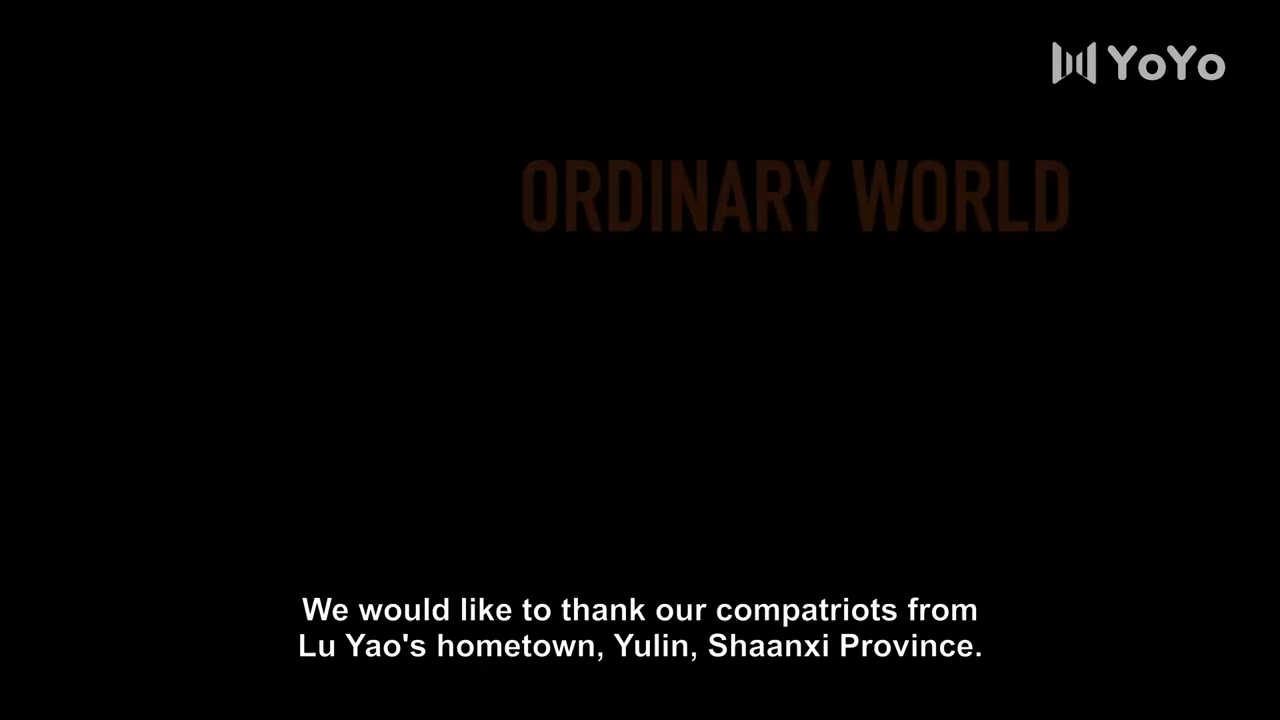 YoYo
ORDINARY WORLD
We would like to thank our compatriots from
Lu Yao's hometown, Yulin, Shaanxi Province.